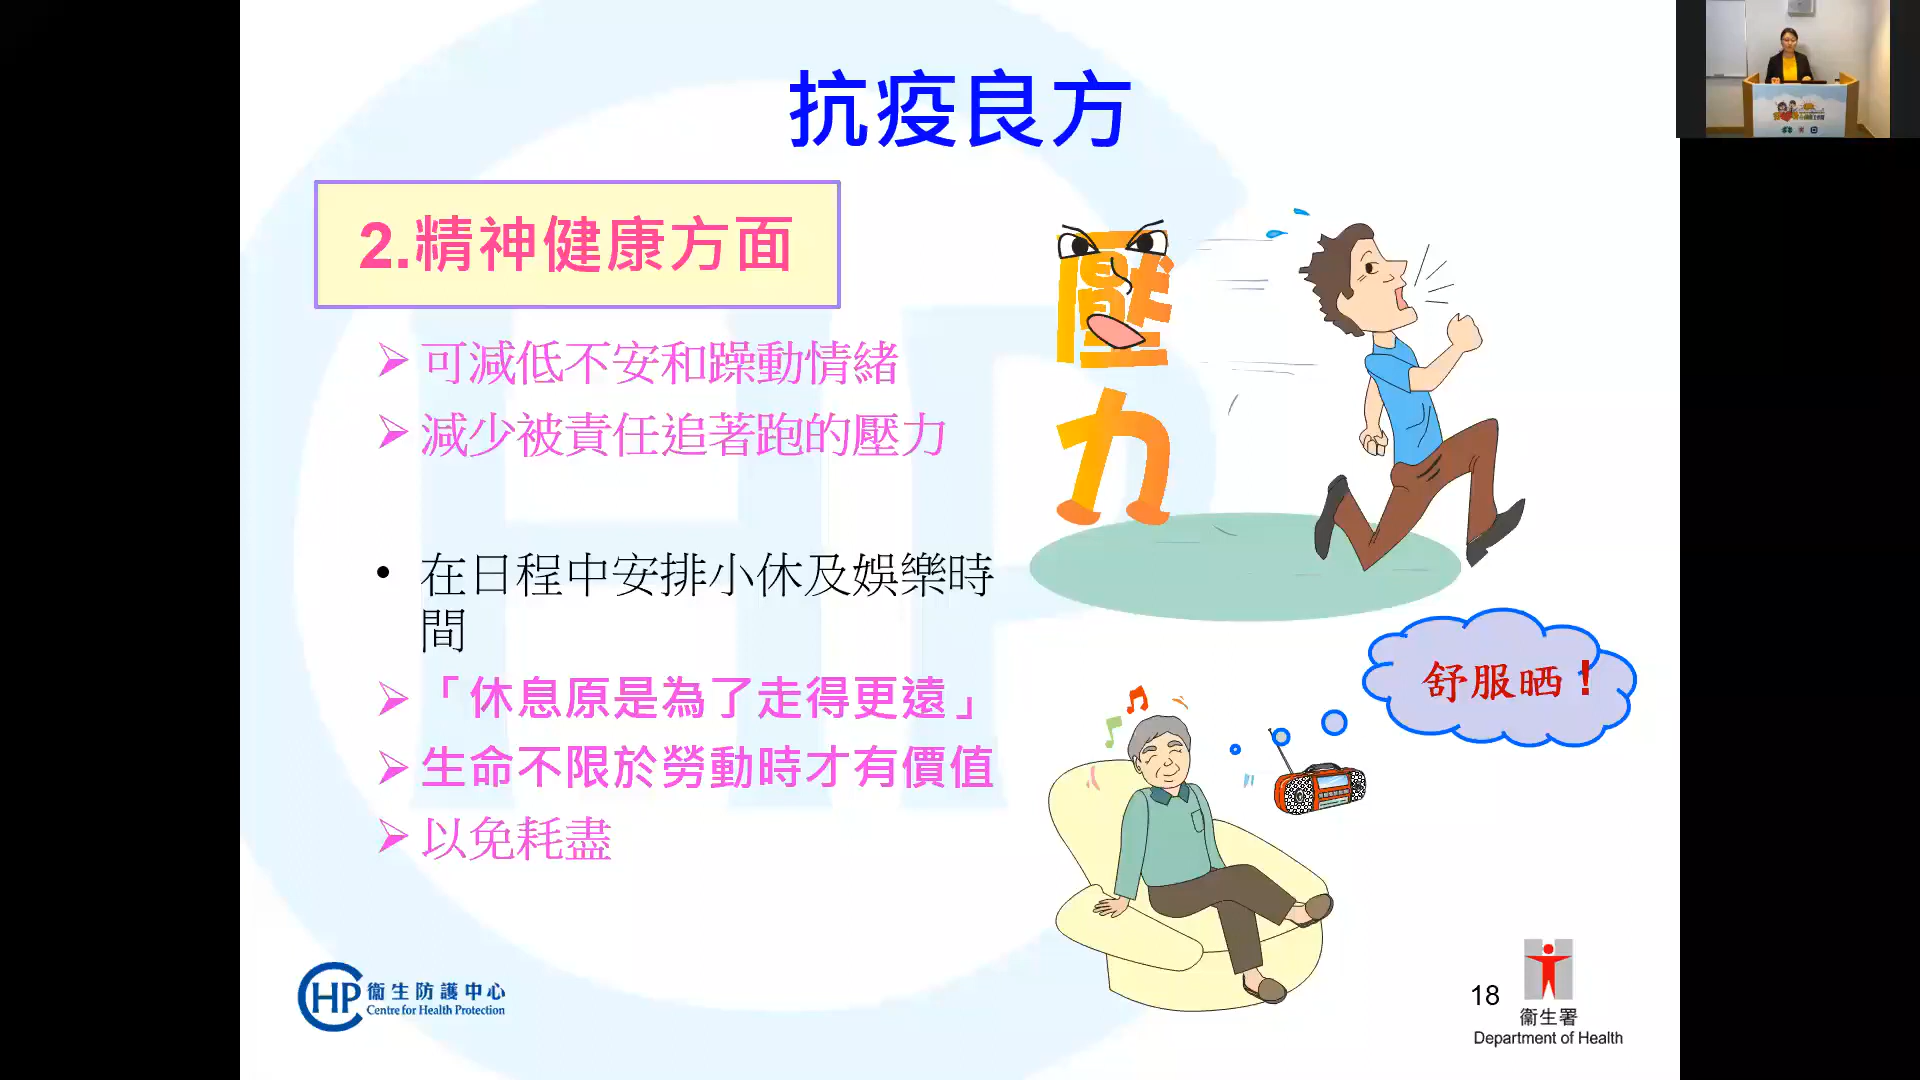 抗疫良方
2.精神健康方面
可減低不安和躁動情緒
減少被責任追著跑的壓力
壓
力
在日程中安排小休及娛樂時
間
「休息原是為了走得更遠」
生命不限於勞動時才有價值
以免耗盡
舒服晒!
CHP 衞生防護中心
Centre for Health Protection
18
衞生署
Department of Health